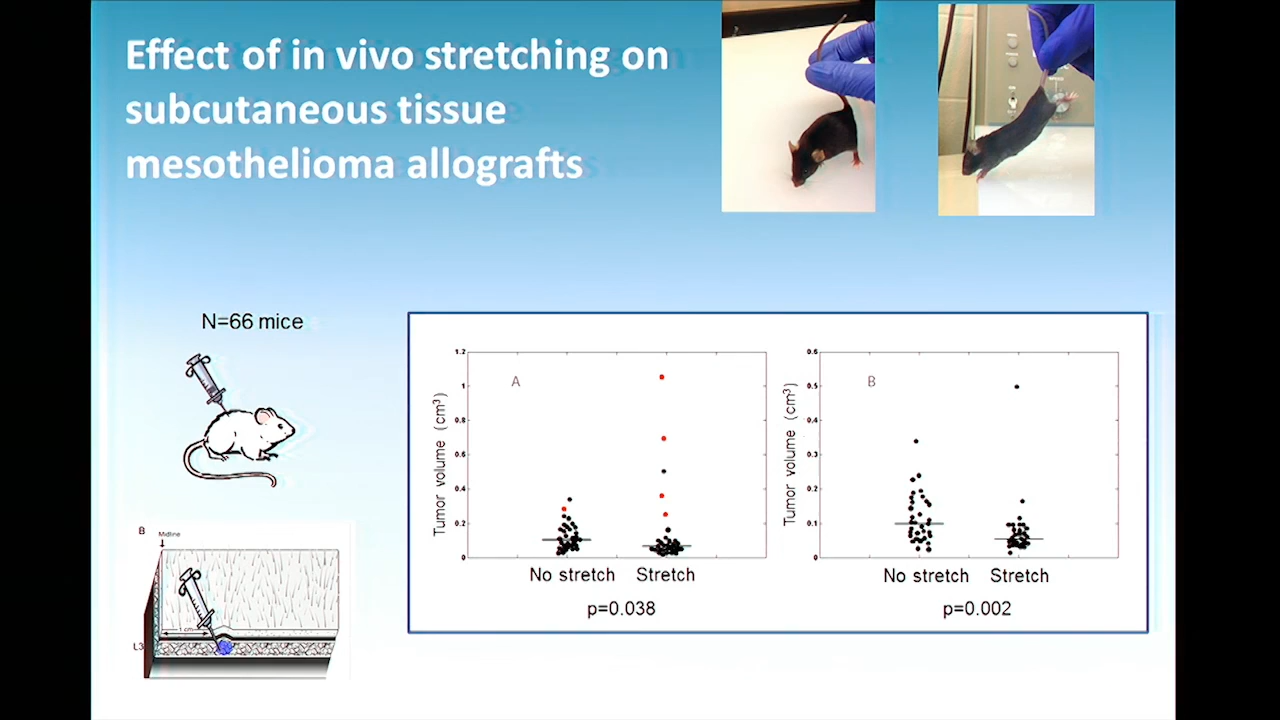 Effect of in vivo stretching on
subcutaneous tissue
mesothelioma allografts
N=66 mice
B
Midline
1 cm
L3
A
Tumor volume (cm³)
1.2
1
0.8
0.6
0.4
0.2
0
No stretch
Stretch
p=0.038
B
Tumor volume (cm³)
0.6
0.5
0.4
0.3
0.2
0.1
0
No stretch
Stretch
p=0.002